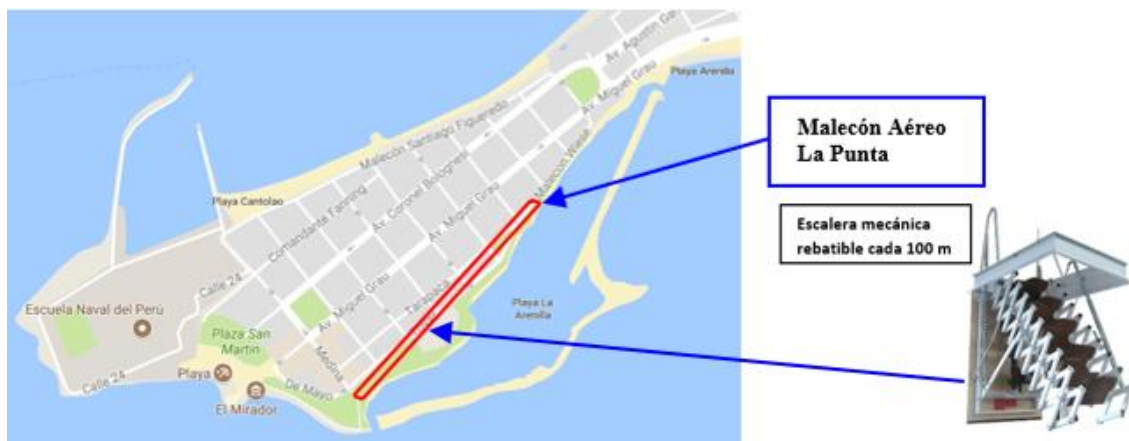 Av. Agustín Ga
Playa Arenilla
Av. Miguel Grau
Malecón Santiago Figueredo
Malecón Wiese
Av. Coronel Bolognesi
Comandante Fanning
Av. Miguel Grau
Playa Cantolao
Calle 24
Tarapacá
Playa La
Arenilla
Escuela Naval del Perú
Plaza San
Martín
Av. Miguel Grau
Medina
Playa
Calle 24
De Mayo
El Mirador
Malecón Aéreo
La Punta
Escalera mecánica
rebatible cada 100 m